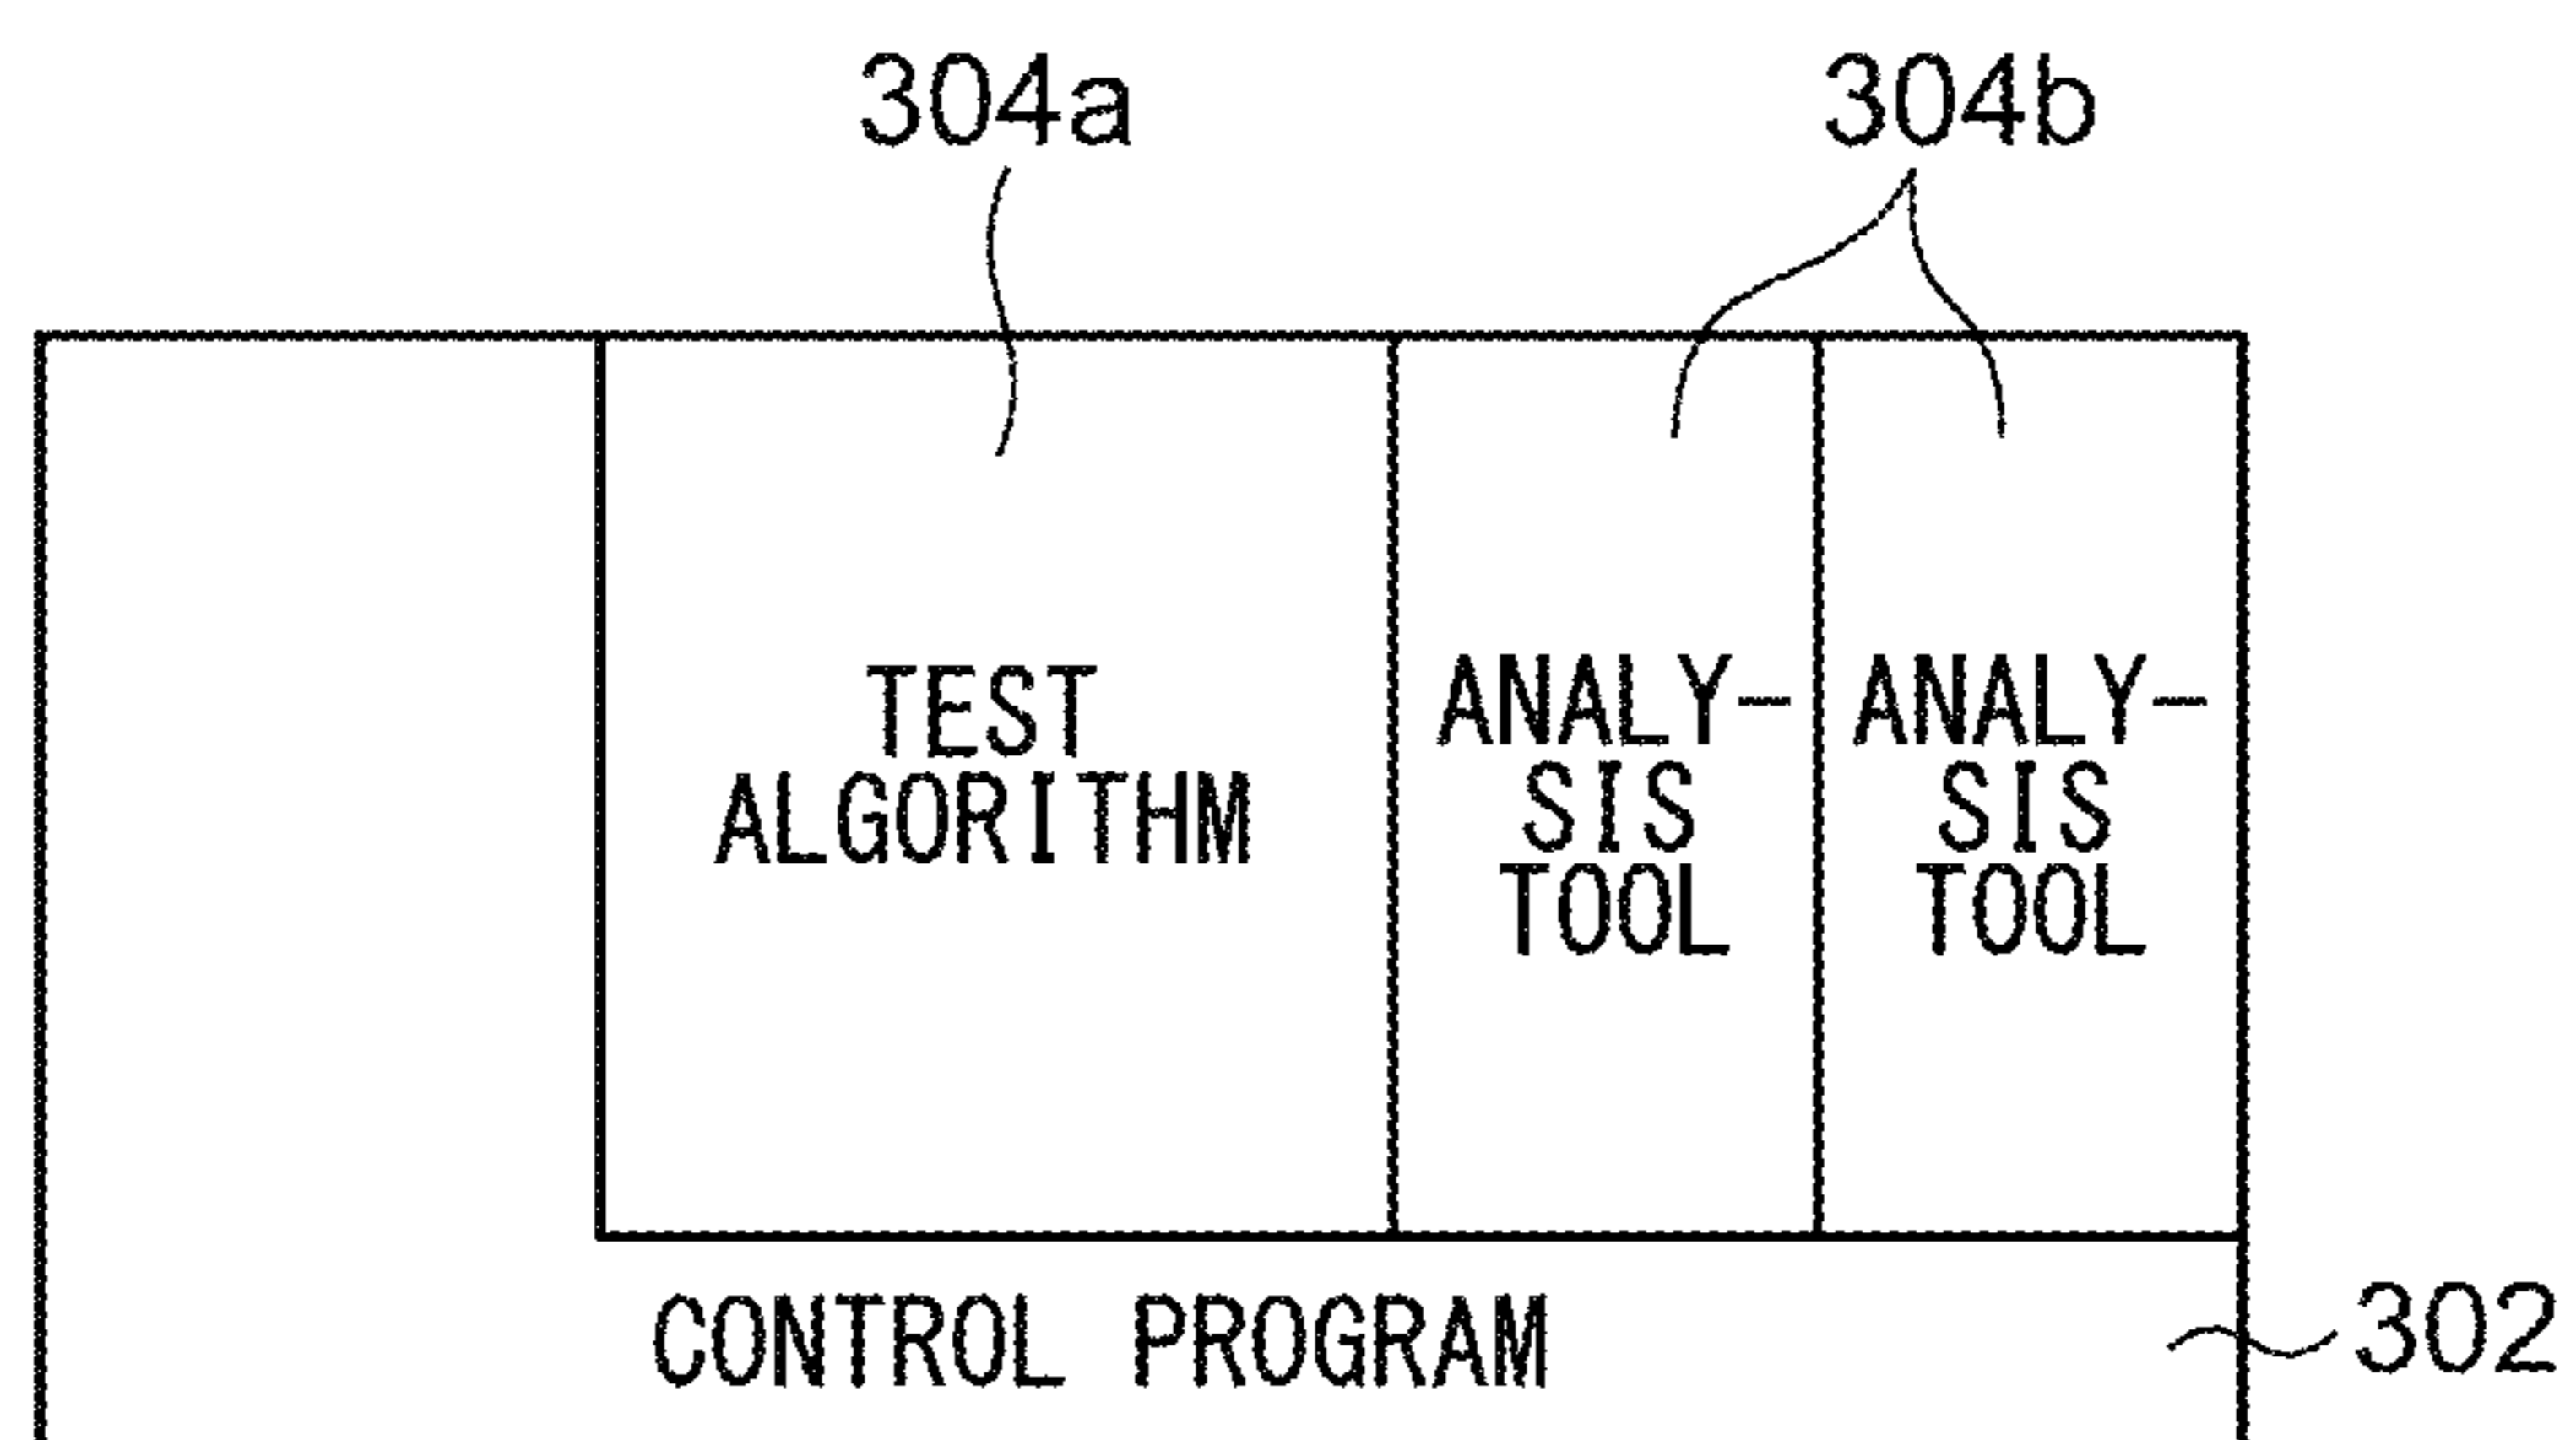 304a
304b
TEST
ALGORITHM
ANALY-
SIS
TOOL
ANALY-
SIS
TOOL
CONTROL PROGRAM
302